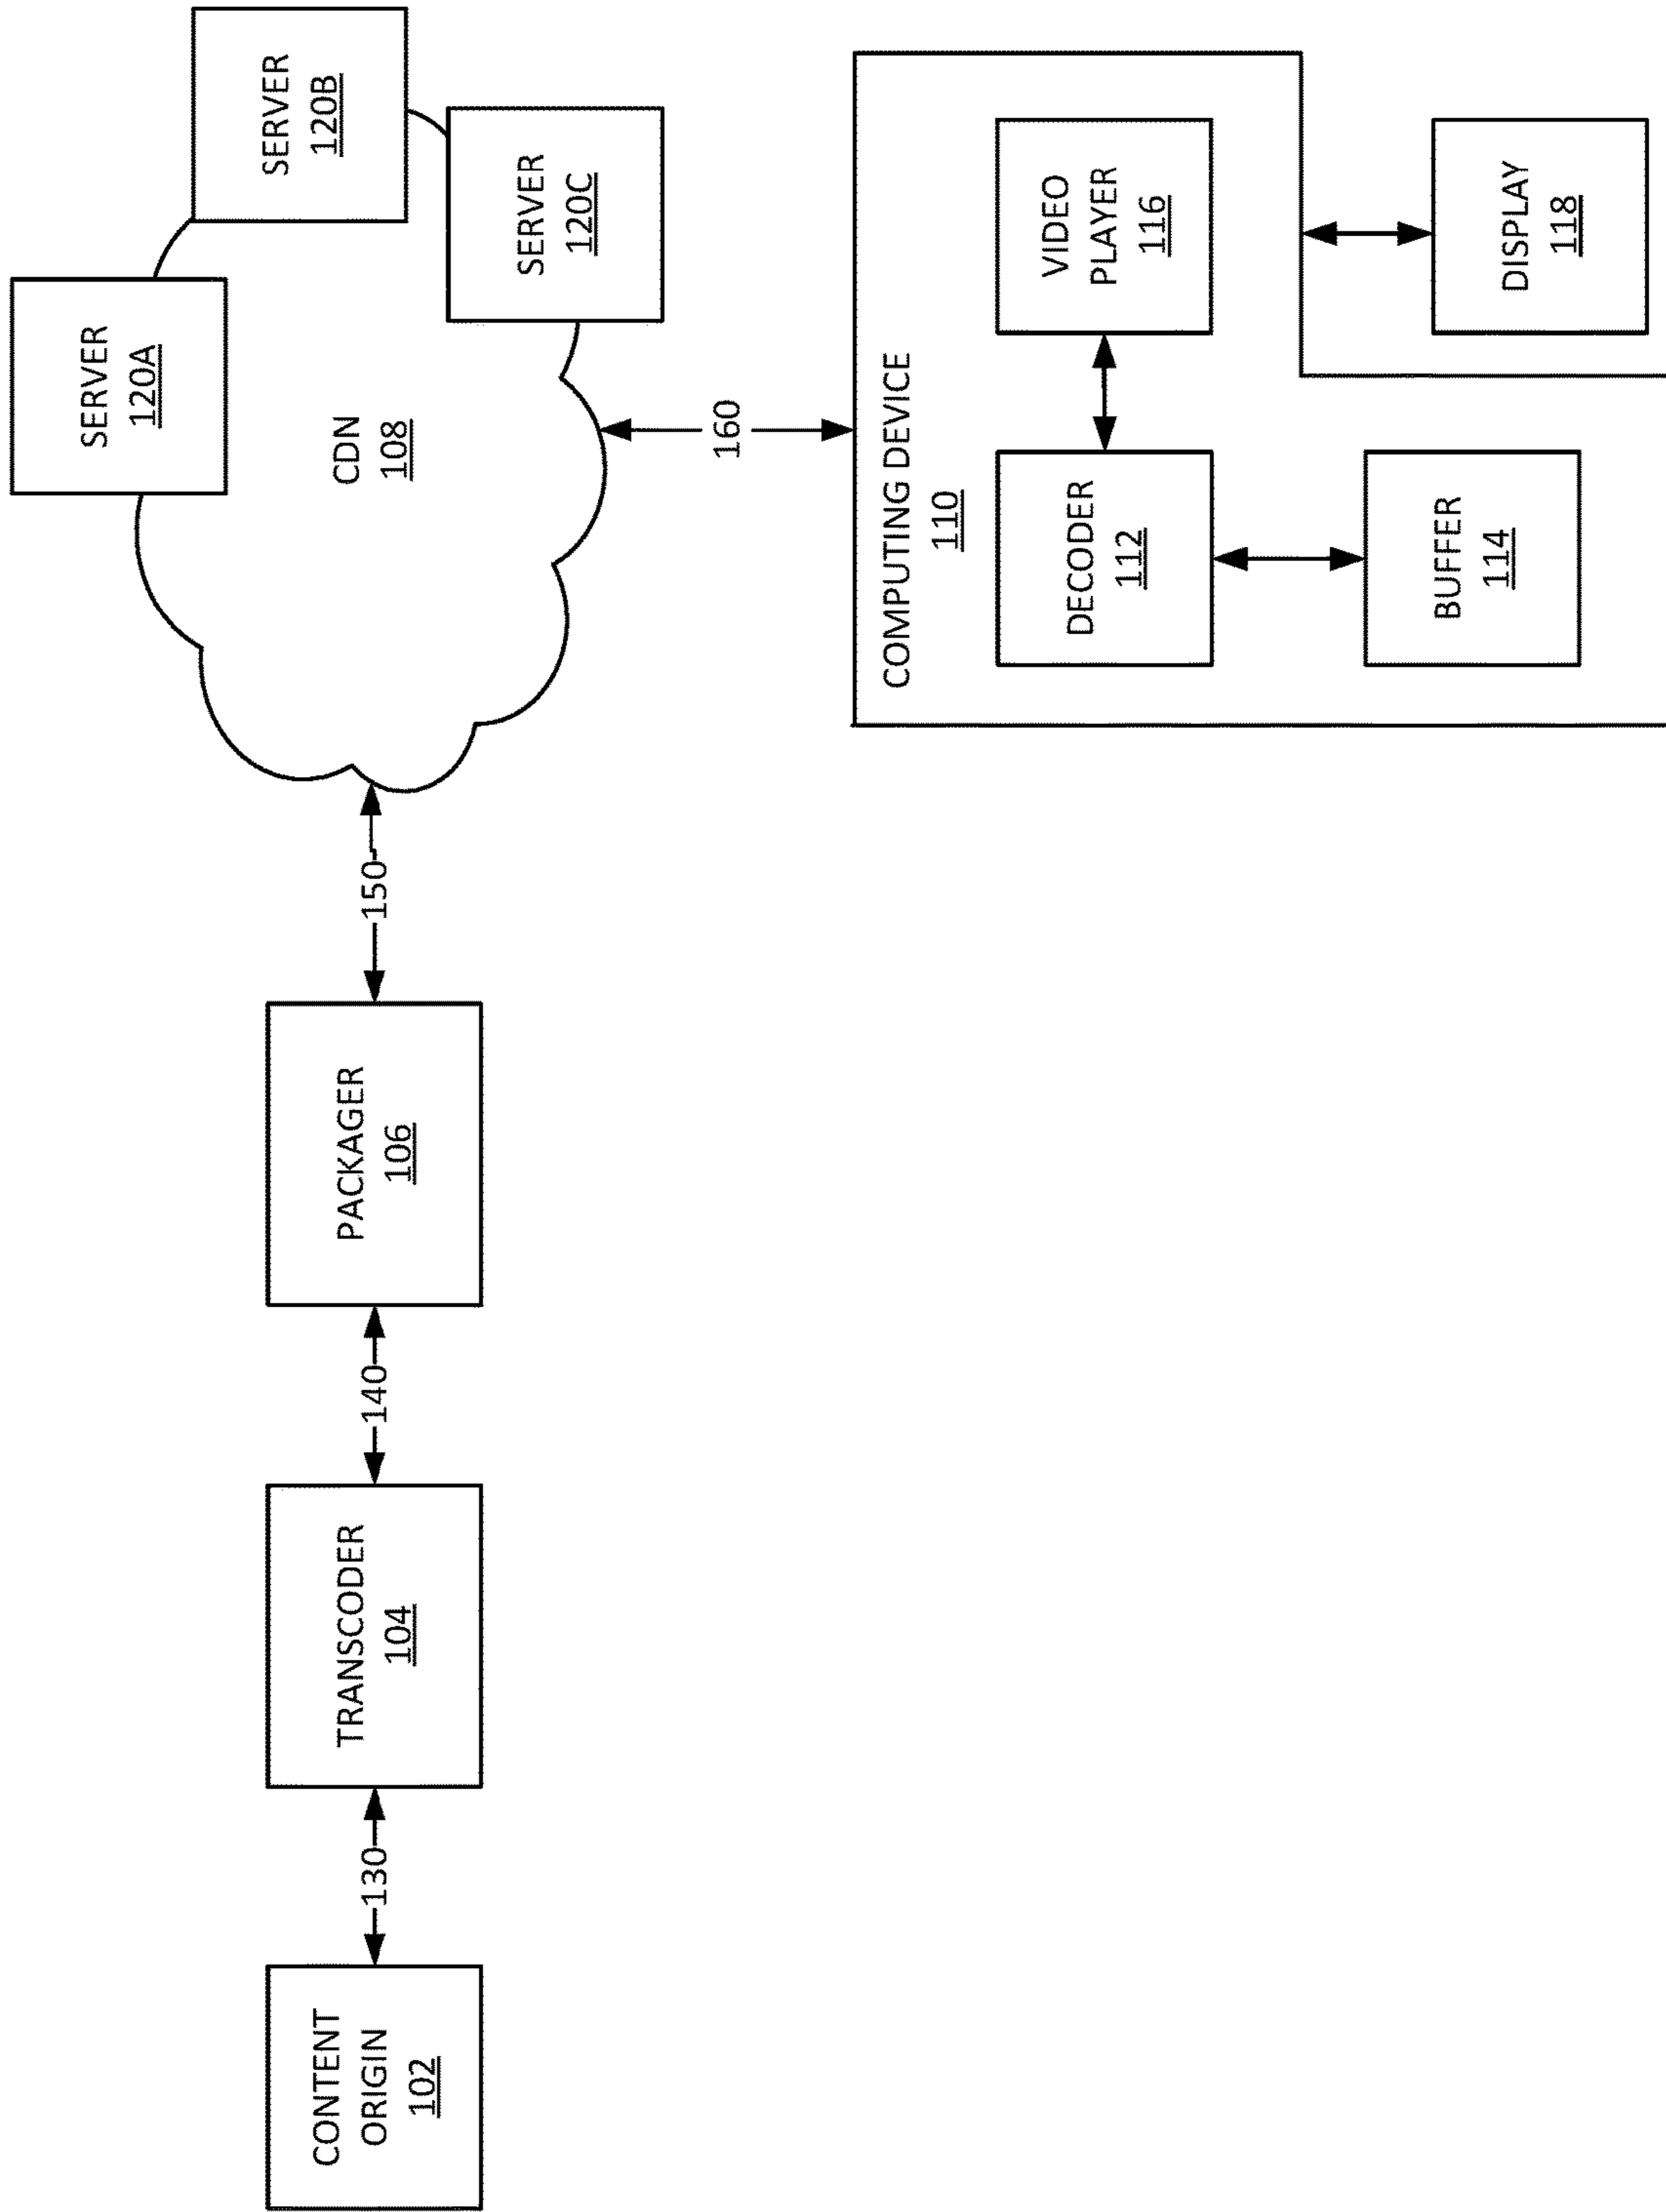 CONTENT
ORIGIN
102
130
TRANSCODER
104
140
PACKAGER
106
150
CDN
108
SERVER
120A
SERVER
120B
SERVER
120C
160
COMPUTING DEVICE
110
DECODER
112
VIDEO
PLAYER
116
BUFFER
114
DISPLAY
118